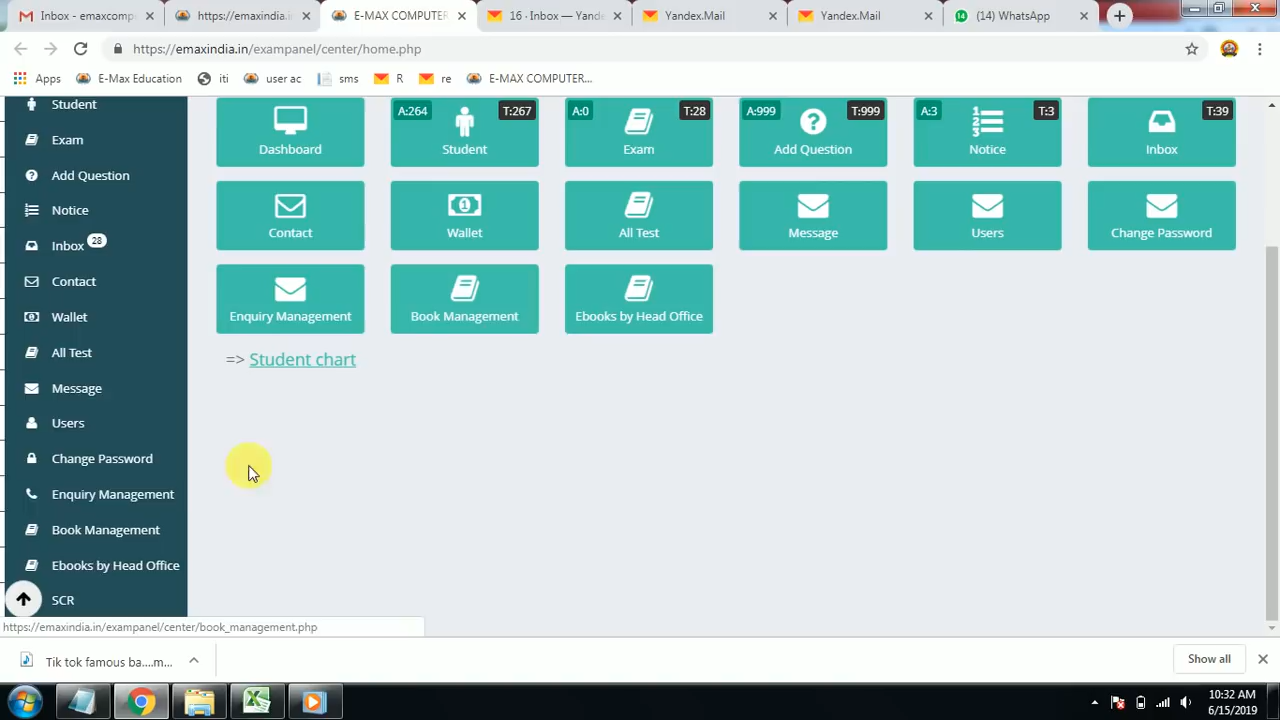 Inbox - emaxcomp
https://emaxindia.in/exampanel
E-MAX COMPUTER
16 · Inbox — Yande
Yandex.Mail
Yandex.Mail
(14) WhatsApp
https://emaxindia.in/exampanel/center/home.php
Apps
E-Max Education
iti
user ac
sms
R
re
E-MAX COMPUTER...
Student
Exam
Add Question
Notice
Inbox 28
Contact
Wallet
All Test
Message
Users
Change Password
Enquiry Management
Book Management
Ebooks by Head Office
SCR
Dashboard
A:264 T:267
Student
A:0 T:28
Exam
A:999 T:999
Add Question
A:3 T:3
Notice
T:39
Inbox
Contact
Wallet
All Test
Message
Users
Change Password
Enquiry Management
Book Management
Ebooks by Head Office
=> Student chart
https://emaxindia.in/exampanel/center/book_management.php
Tik tok famous ba....m...
Show all
10:32 AM
6/15/2019